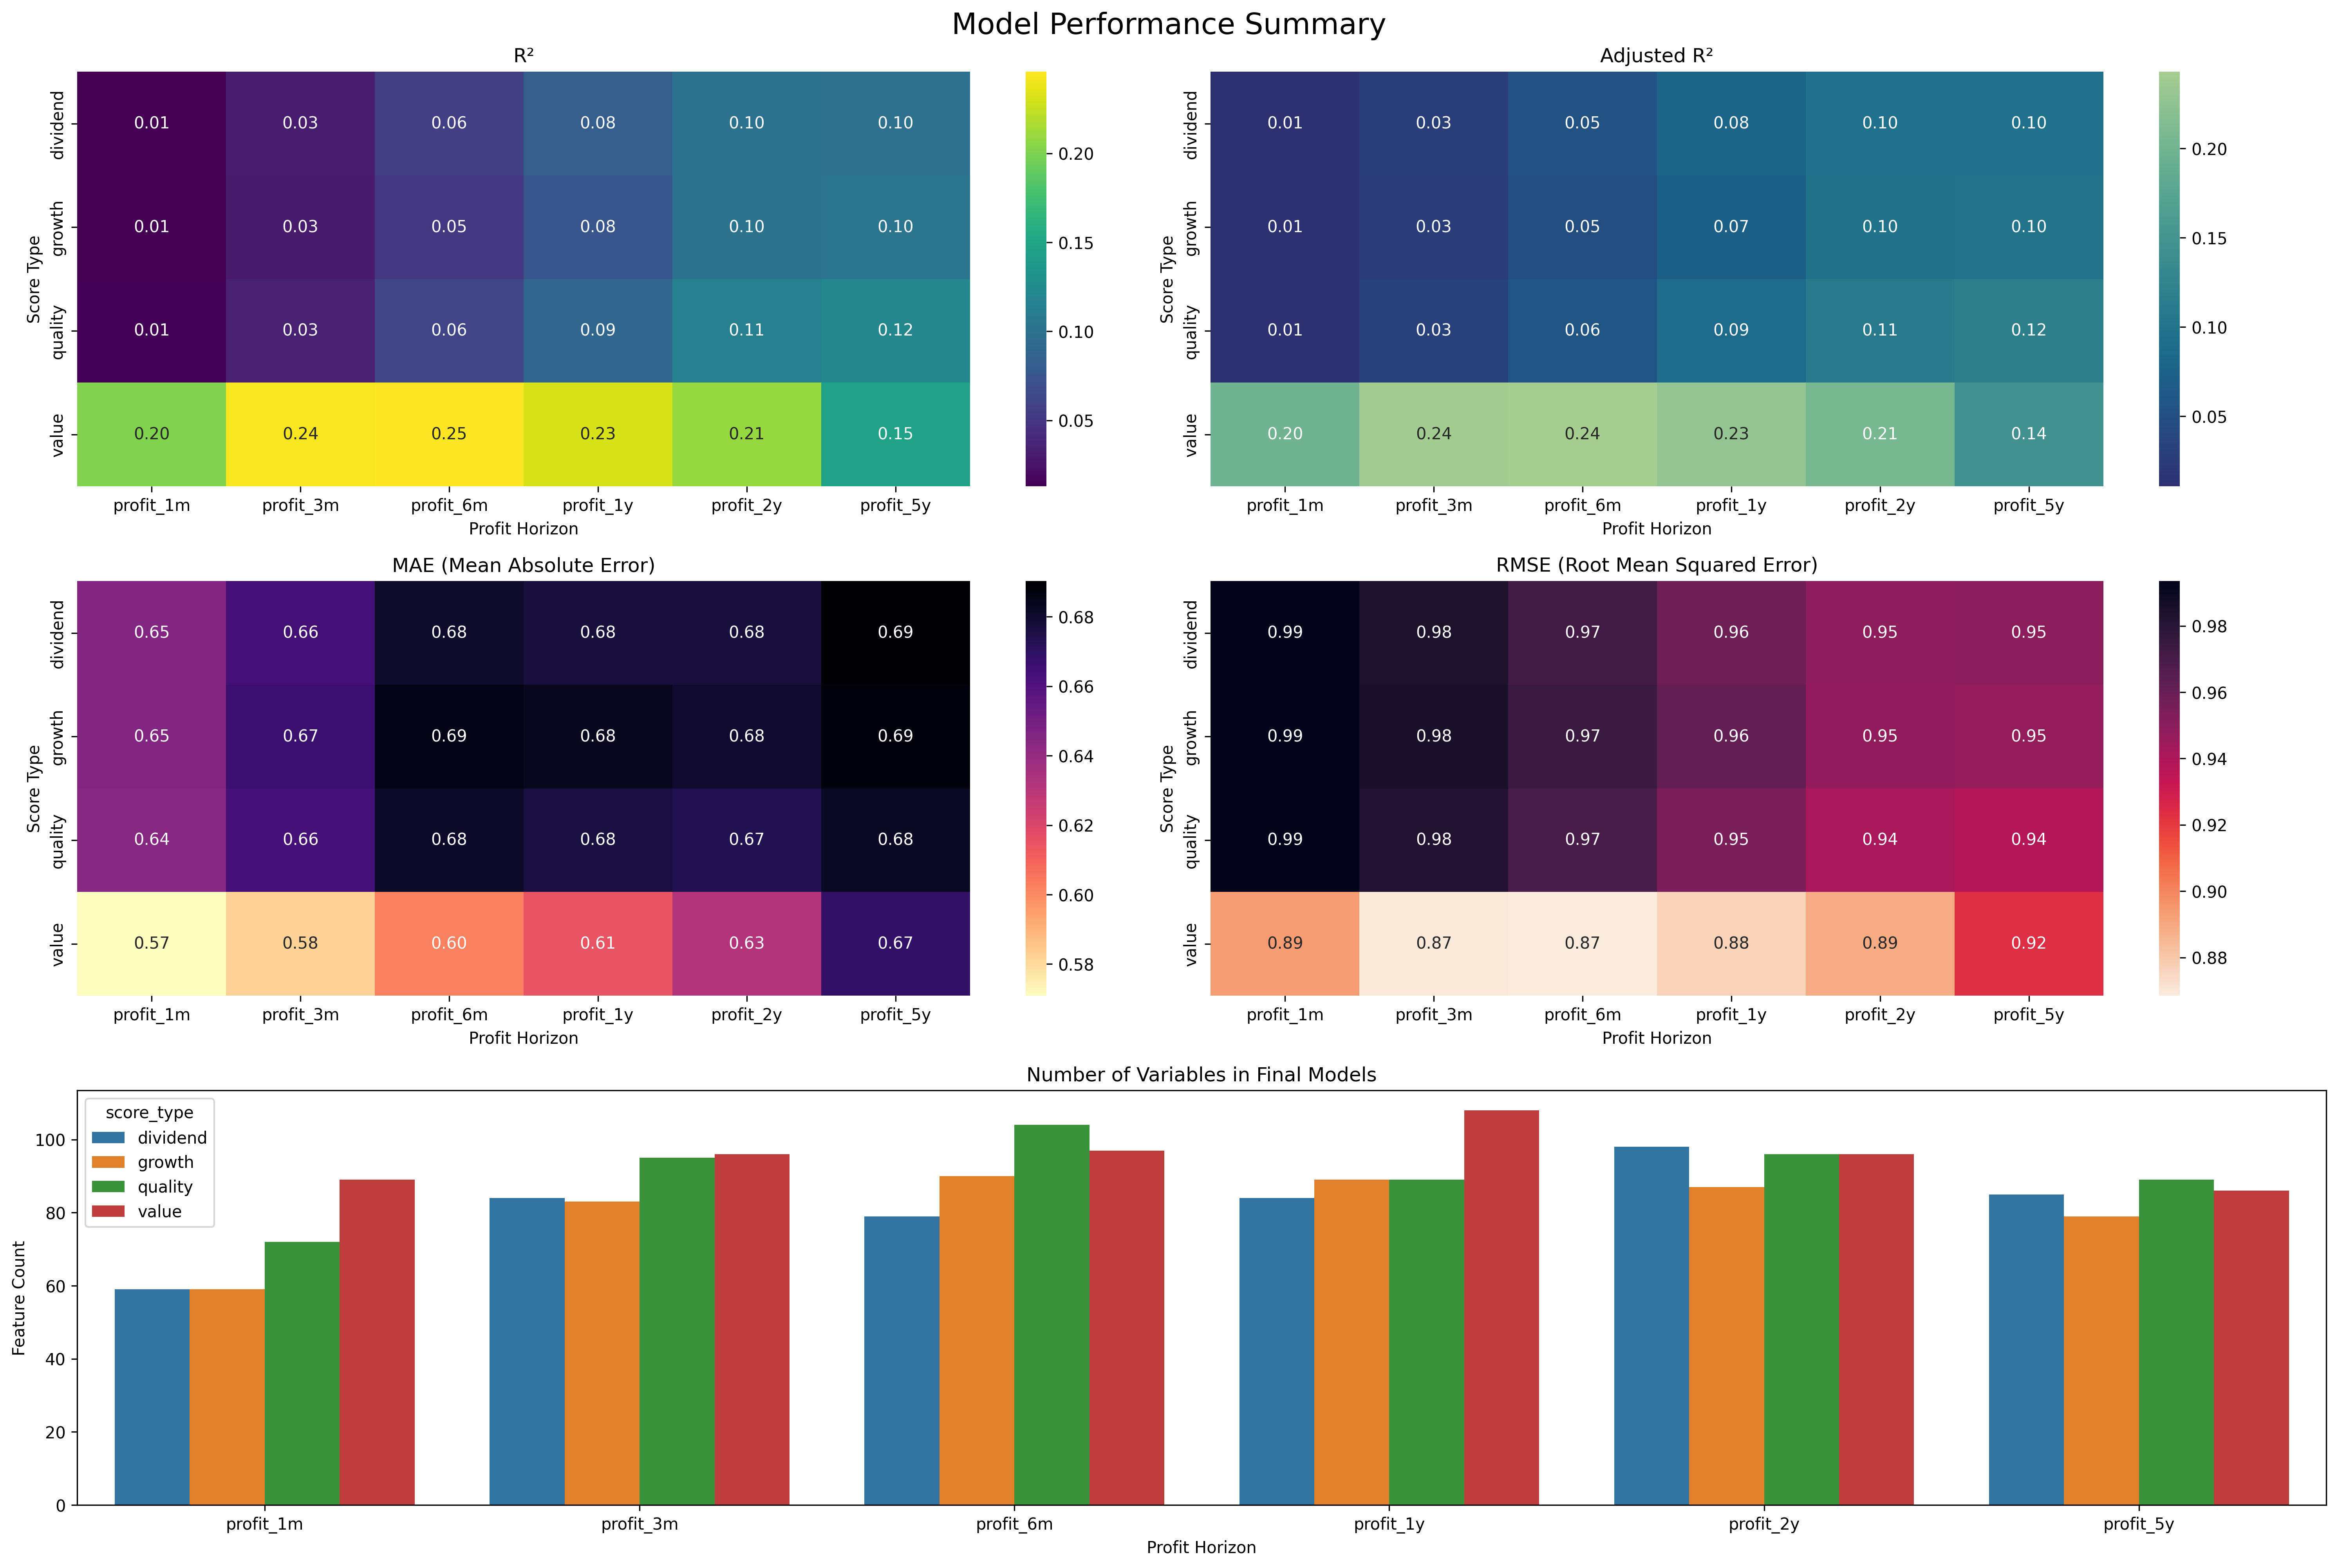 Model Performance Summary
R²
Score Type
dividend 0.01 0.03 0.06 0.08 0.10 0.10
growth 0.01 0.03 0.05 0.08 0.10 0.10
quality 0.01 0.03 0.06 0.09 0.11 0.12
value 0.20 0.24 0.25 0.23 0.21 0.15
profit_1m profit_3m profit_6m profit_1y profit_2y profit_5y
Profit Horizon
0.20
0.15
0.10
0.05
Adjusted R²
Score Type
dividend 0.01 0.03 0.05 0.08 0.10 0.10
growth 0.01 0.03 0.05 0.07 0.10 0.10
quality 0.01 0.03 0.06 0.09 0.11 0.12
value 0.20 0.24 0.24 0.23 0.21 0.14
profit_1m profit_3m profit_6m profit_1y profit_2y profit_5y
Profit Horizon
0.20
0.15
0.10
0.05
MAE (Mean Absolute Error)
Score Type
dividend 0.65 0.66 0.68 0.68 0.68 0.69
growth 0.65 0.67 0.69 0.68 0.68 0.69
quality 0.64 0.66 0.68 0.68 0.67 0.68
value 0.57 0.58 0.60 0.61 0.63 0.67
profit_1m profit_3m profit_6m profit_1y profit_2y profit_5y
Profit Horizon
0.68
0.66
0.64
0.62
0.60
0.58
RMSE (Root Mean Squared Error)
Score Type
dividend 0.99 0.98 0.97 0.96 0.95 0.95
growth 0.99 0.98 0.97 0.96 0.95 0.95
quality 0.99 0.98 0.97 0.95 0.94 0.94
value 0.89 0.87 0.87 0.88 0.89 0.92
profit_1m profit_3m profit_6m profit_1y profit_2y profit_5y
Profit Horizon
0.98
0.96
0.94
0.92
0.90
0.88
Number of Variables in Final Models
score_type
dividend
growth
quality
value
Feature Count
100
80
60
40
20
0
profit_1m profit_3m profit_6m profit_1y profit_2y profit_5y
Profit Horizon